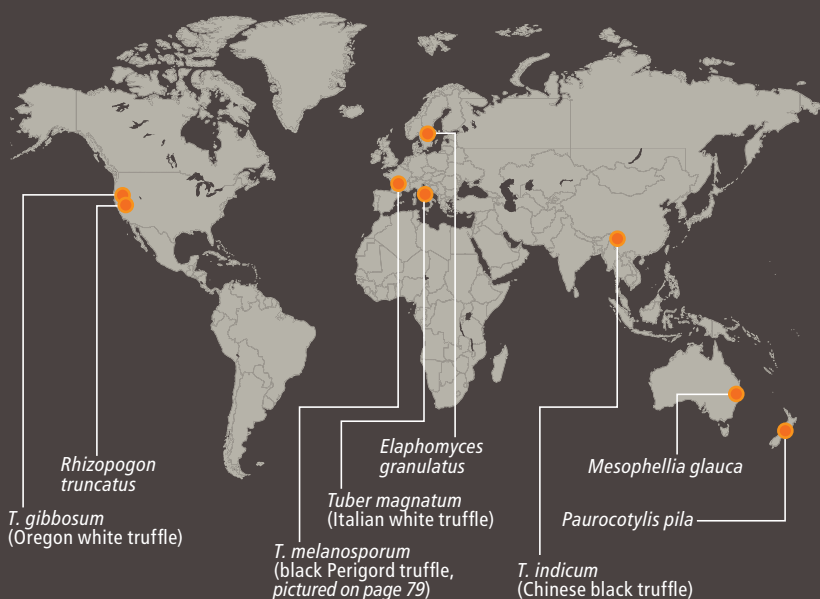 Rhizopogon
truncatus
T. gibbosum
(Oregon white truffle)
Elaphomyces
granulatus
Tuber magnatum
(Italian white truffle)
T. melanosporum
(black Perigord truffle,
pictured on page 79)
Mesophellia glauca
Paurocotylis pila
T. indicum
(Chinese black truffle)